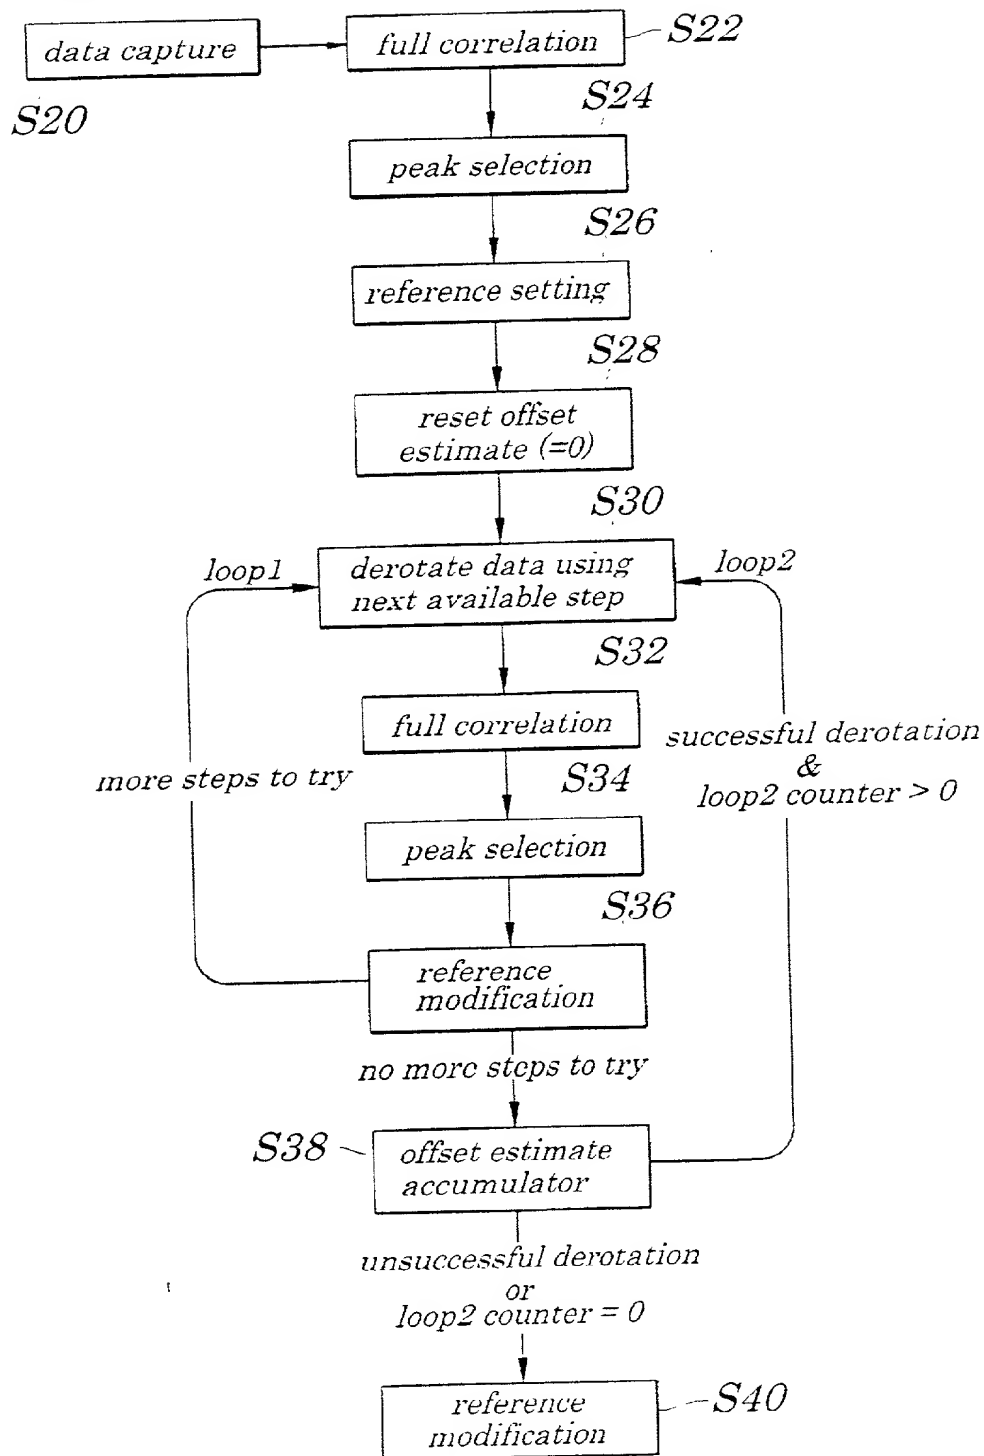 data capture
full correlation
S22
S20
S24
peak selection
S26
reference setting
S28
reset offset
estimate (=0)
S30
loop1
derotate data using
next available step
loop2
S32
full correlation
more steps to try
successful derotation
&
loop2 counter > 0
S34
peak selection
S36
reference
modification
no more steps to try
S38
offset estimate
accumulator
unsuccessful derotation
or
loop2 counter = 0
reference
modification
S40